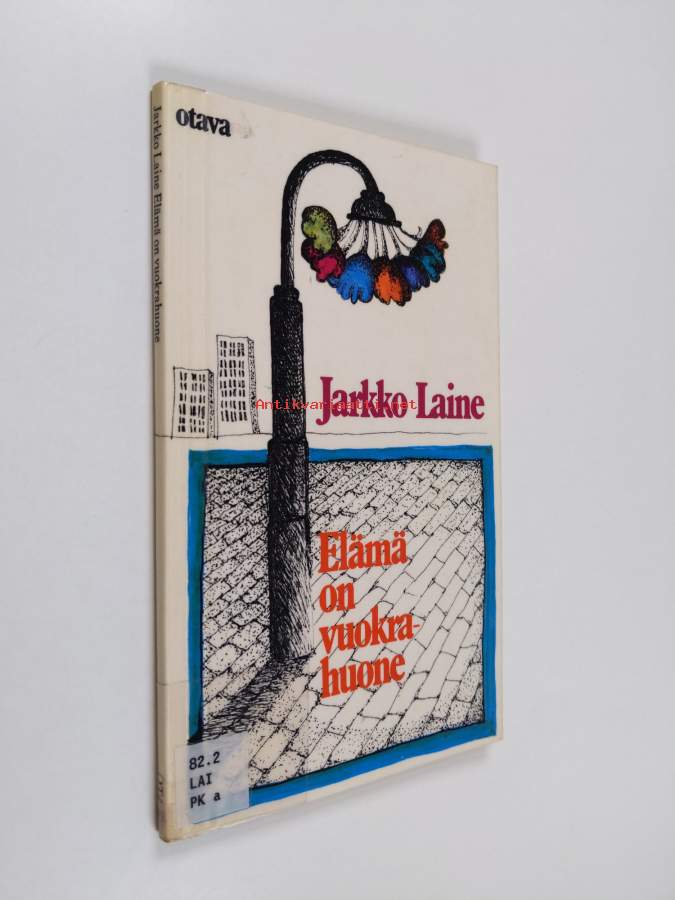 otava
Jarkko Laine Elämä on vuokrahuone
Jarkko Laine
Antikvariaatti.net
Elämä
on
vuokra-
huone
82.2
LAI
PK a